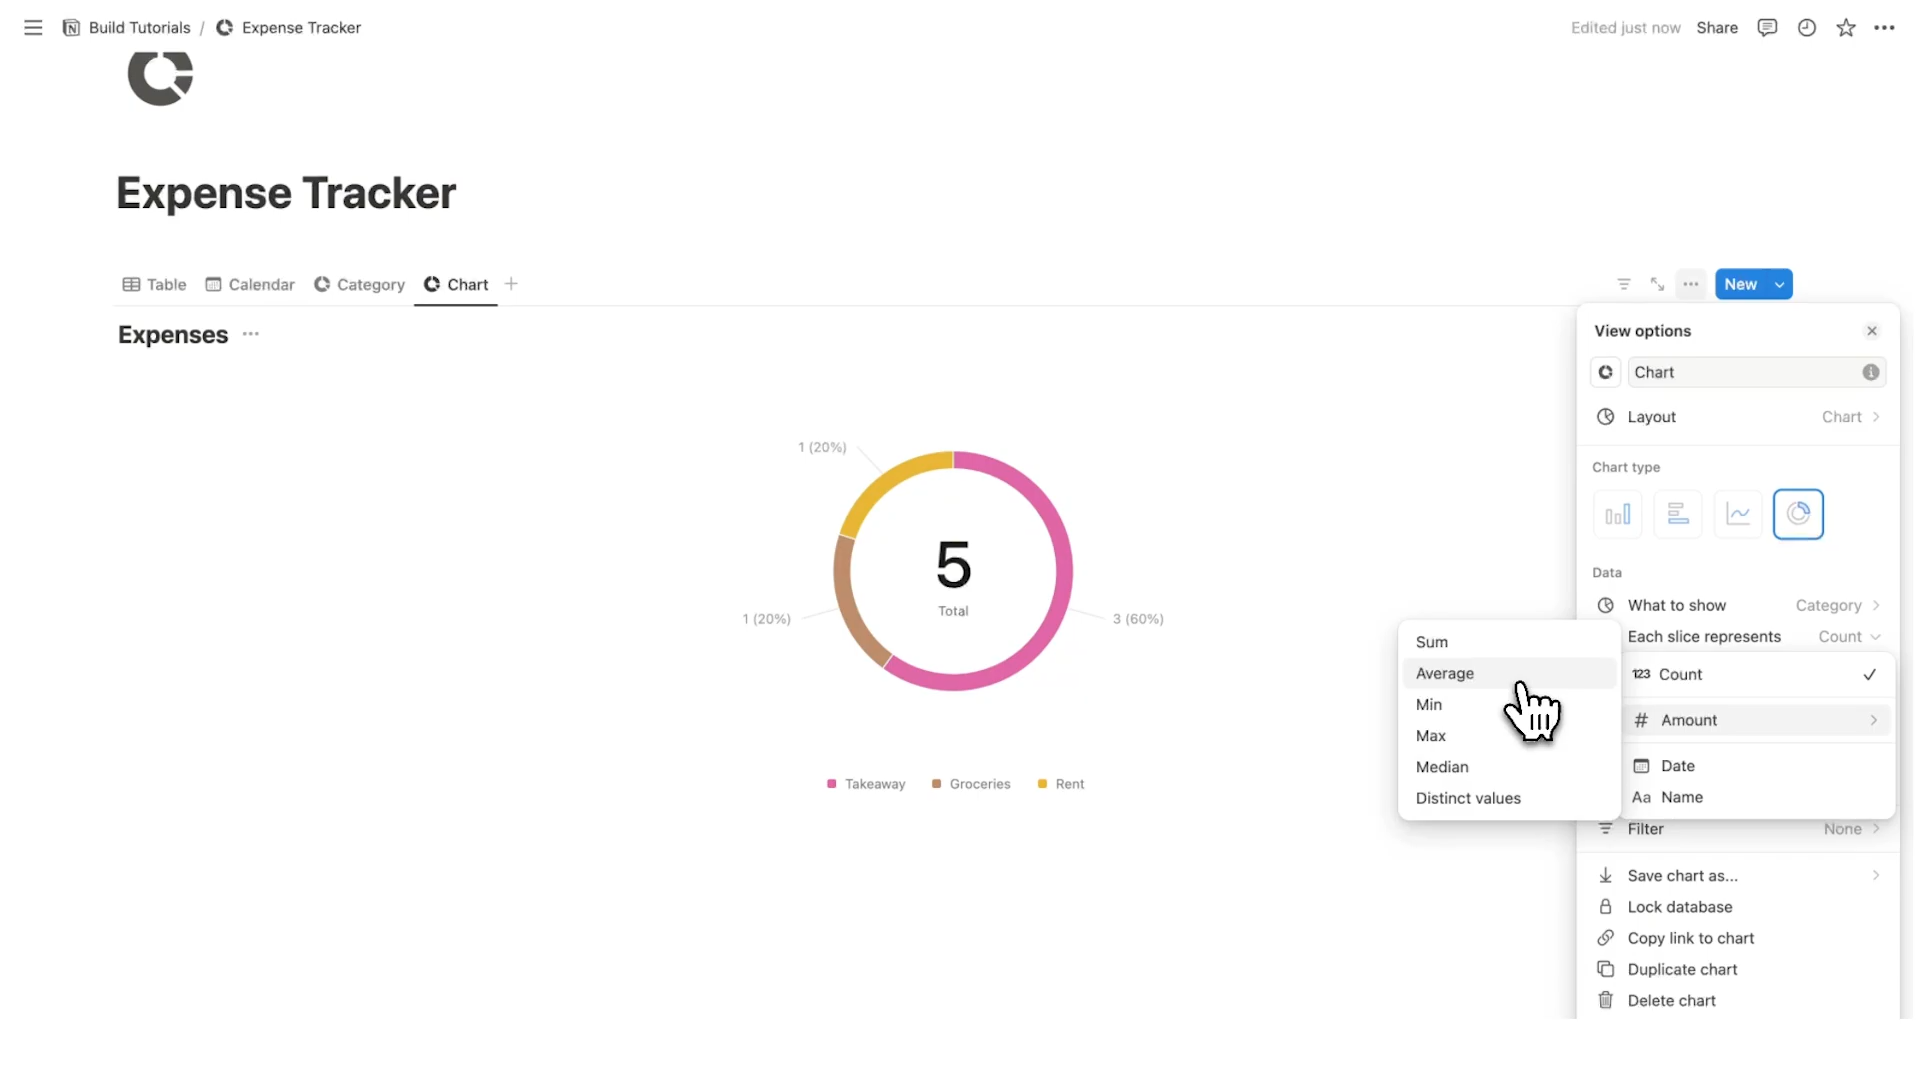 Build Tutorials / Expense Tracker
Edited just now Share
Expense Tracker
Table Calendar Category Chart
New
Expenses
1 (20%)
5
Total
1 (20%)
3 (60%)
Takeaway Groceries Rent
View options
Chart
Layout Chart
Chart type
Data
What to show Category
Each slice represents Count
123 Count
# Amount
Date
Aa Name
Sum
Average
Min
Max
Median
Distinct values
Filter None
Save chart as...
Lock database
Copy link to chart
Duplicate chart
Delete chart